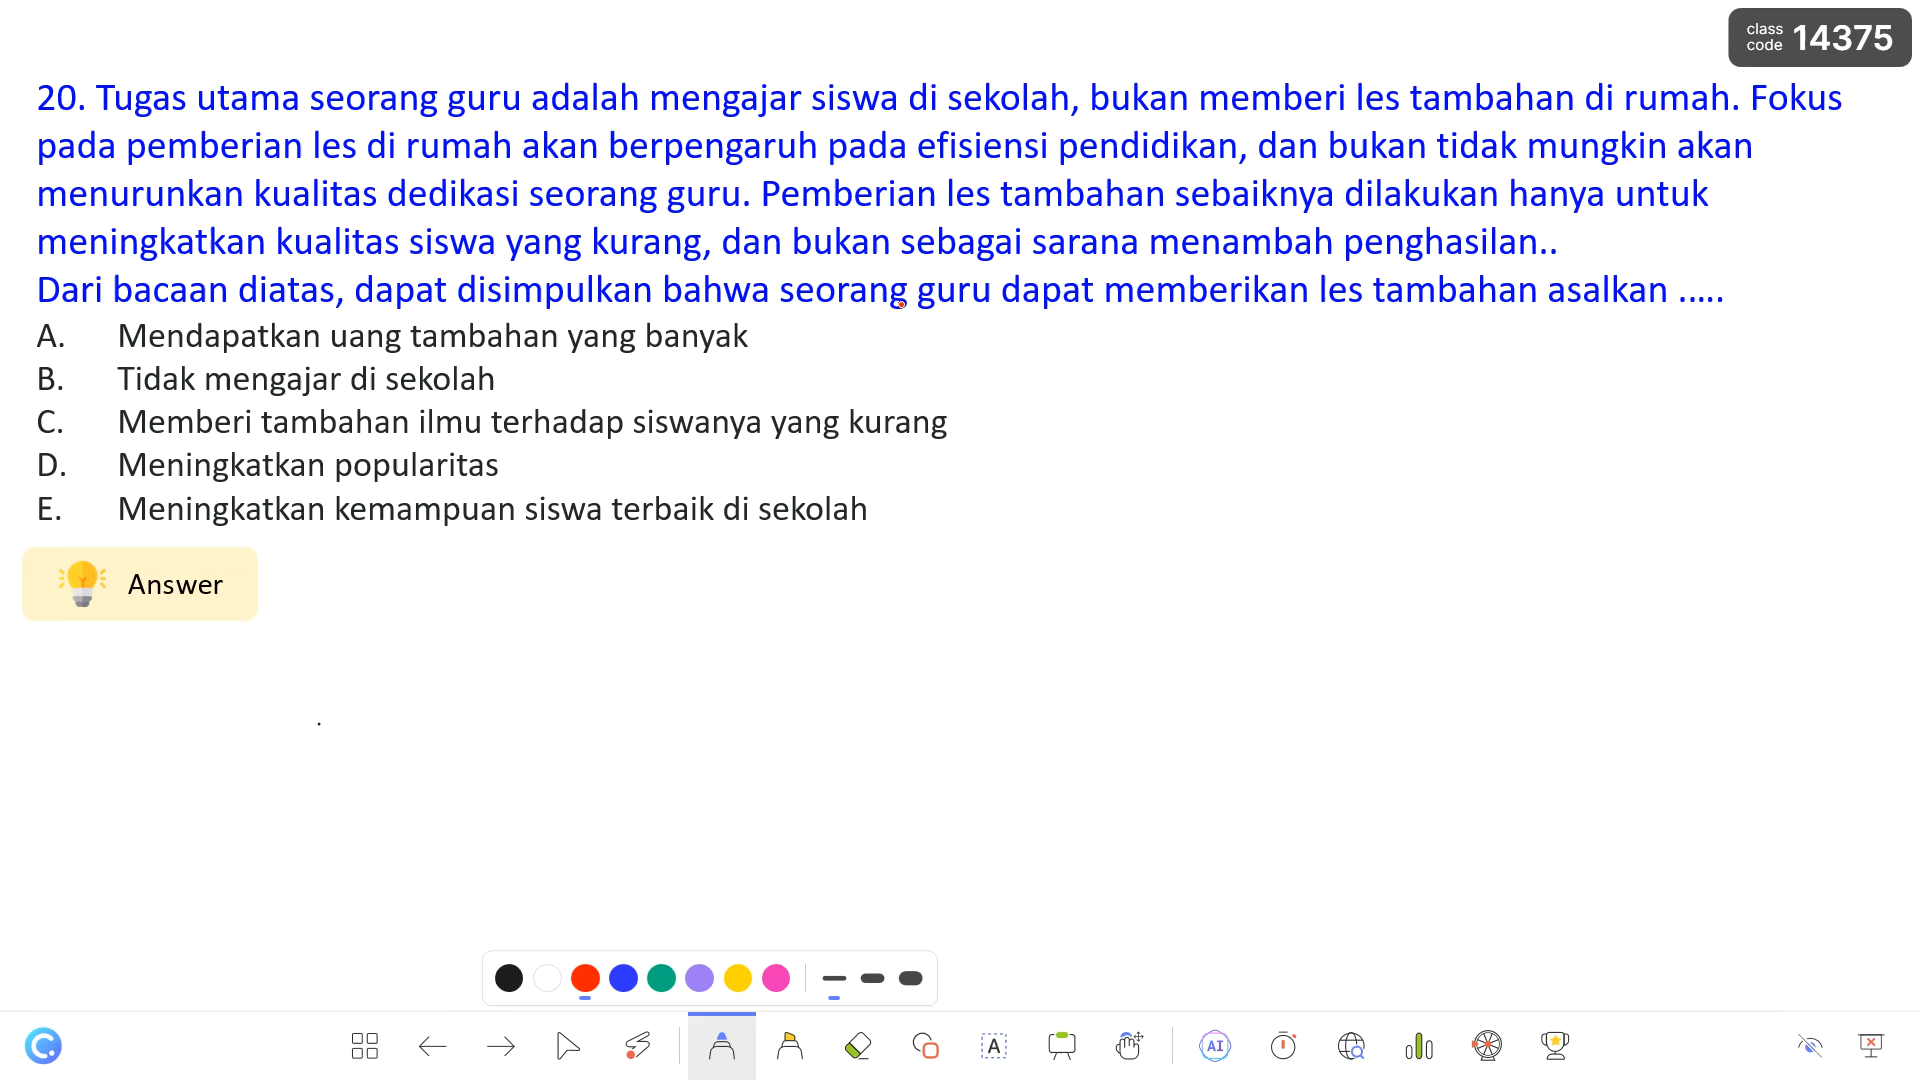 class
code 14375
20. Tugas utama seorang guru adalah mengajar siswa di sekolah, bukan memberi les tambahan di rumah. Fokus
pada pemberian les di rumah akan berpengaruh pada efisiensi pendidikan, dan bukan tidak mungkin akan
menurunkan kualitas dedikasi seorang guru. Pemberian les tambahan sebaiknya dilakukan hanya untuk
meningkatkan kualitas siswa yang kurang, dan bukan sebagai sarana menambah penghasilan..
Dari bacaan diatas, dapat disimpulkan bahwa seorang guru dapat memberikan les tambahan asalkan .....
A. Mendapatkan uang tambahan yang banyak
B. Tidak mengajar di sekolah
C. Memberi tambahan ilmu terhadap siswanya yang kurang
D. Meningkatkan popularitas
E. Meningkatkan kemampuan siswa terbaik di sekolah
Answer
A
AI